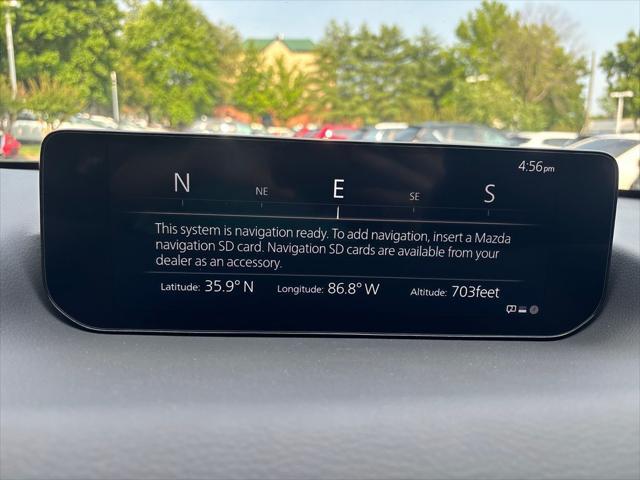 4:56pm
N NE E SE S
This system is navigation ready. To add navigation, insert a Mazda
navigation SD card. Navigation SD cards are available from your
dealer as an accessory.
Latitude: 35.9° N Longitude: 86.8° W Altitude: 703feet